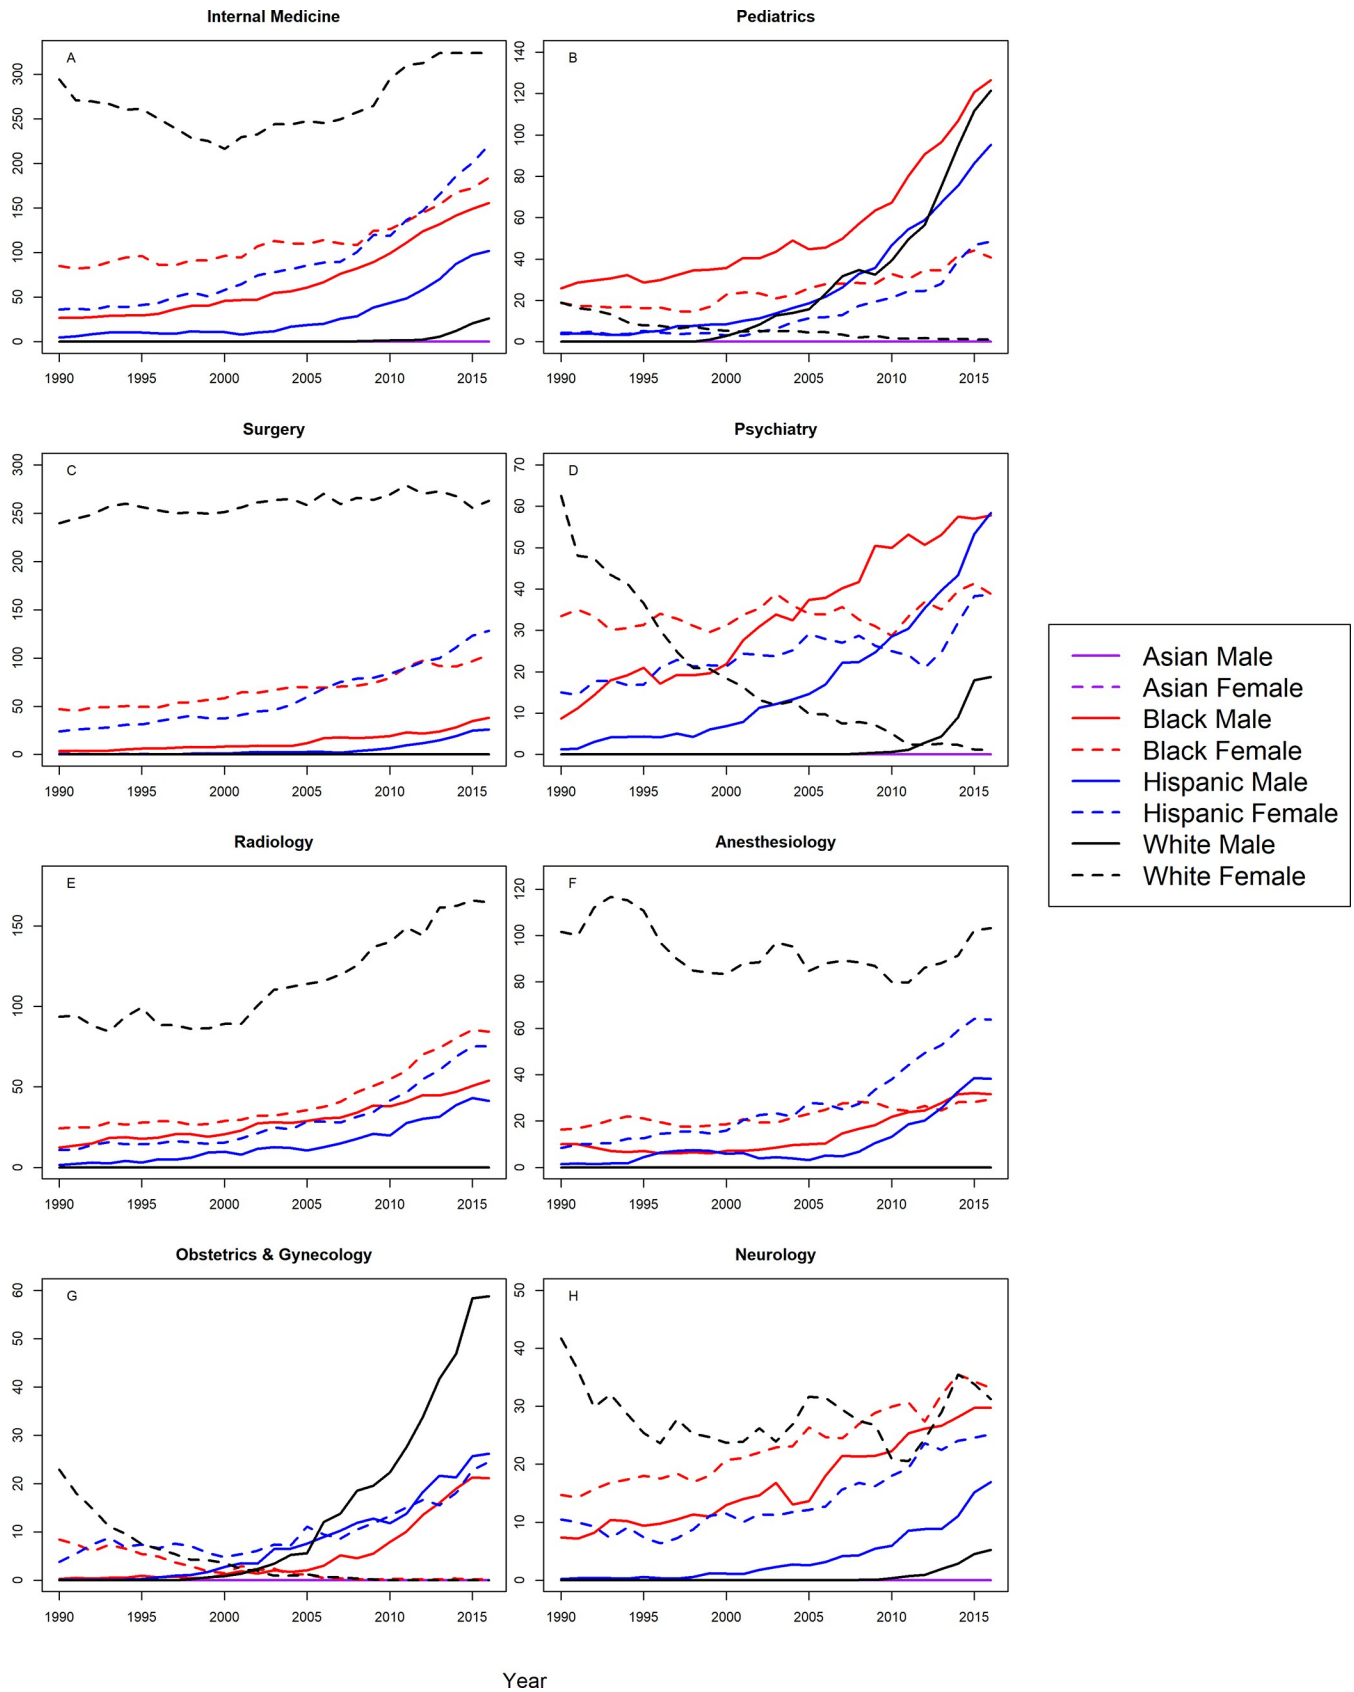 Internal Medicine
A
0 50 100 150 200 250 300
1990 1995 2000 2005 2010 2015
Pediatrics
B
0 20 40 60 80 100 120 140
1990 1995 2000 2005 2010 2015
Surgery
C
0 50 100 150 200 250 300
1990 1995 2000 2005 2010 2015
Psychiatry
D
0 10 20 30 40 50 60 70
1990 1995 2000 2005 2010 2015
Asian Male
Asian Female
Black Male
Black Female
Hispanic Male
Hispanic Female
White Male
White Female
Radiology
E
0 50 100 150
1990 1995 2000 2005 2010 2015
Anesthesiology
F
0 20 40 60 80 100 120
1990 1995 2000 2005 2010 2015
Obstetrics & Gynecology
G
0 10 20 30 40 50 60
1990 1995 2000 2005 2010 2015
Neurology
H
0 10 20 30 40 50
1990 1995 2000 2005 2010 2015
Year